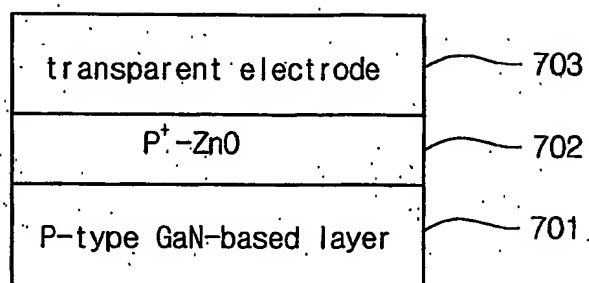 transparent electrode 703
P⁺-ZnO 702
P-type GaN-based layer 701